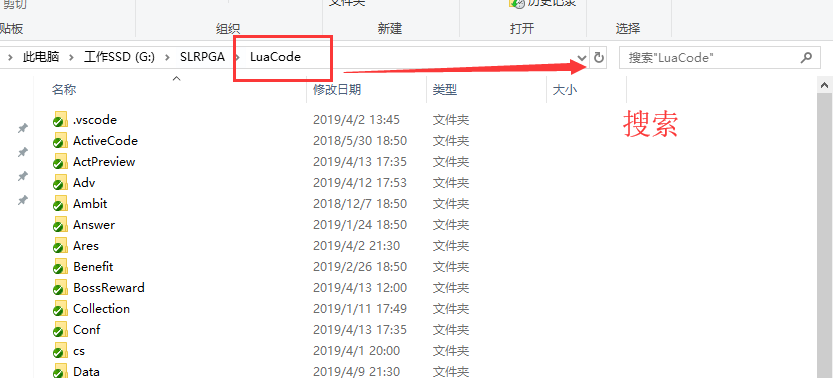 剪切
文件夹
历史记录
贴板
组织
新建
打开
选择
此电脑 > 工作SSD (G:) > SLRPGA > LuaCode
搜索"LuaCode"
名称 修改日期 类型 大小
搜索
.vscode 2019/4/2 13:45 文件夹
ActiveCode 2018/5/30 18:50 文件夹
ActPreview 2019/4/13 17:35 文件夹
Adv 2019/4/12 17:53 文件夹
Ambit 2018/12/7 18:50 文件夹
Answer 2019/1/24 18:50 文件夹
Ares 2019/4/2 21:30 文件夹
Benefit 2019/2/26 18:50 文件夹
BossReward 2019/4/13 12:00 文件夹
Collection 2019/1/11 17:49 文件夹
Conf 2019/4/13 17:35 文件夹
cs 2019/4/1 20:00 文件夹
Data 2019/4/9 21:30 文件夹